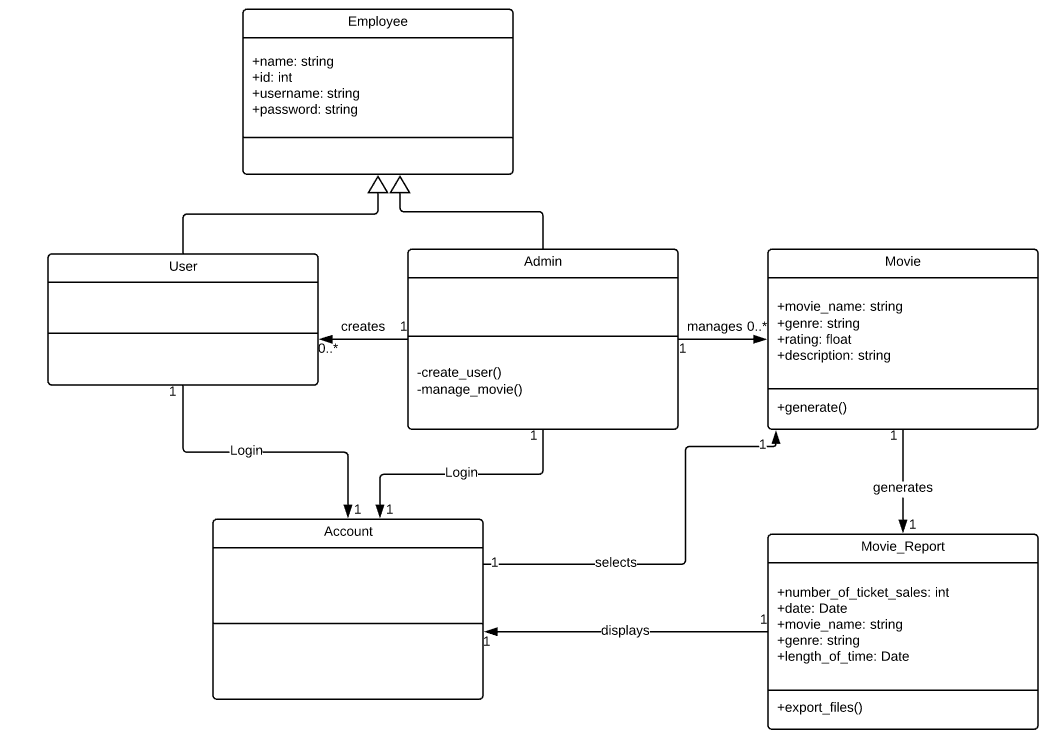 Employee
+name: string
+id: int
+username: string
+password: string
User
Admin
-create_user()
-manage_movie()
Movie
+movie_name: string
+genre: string
+rating: float
+description: string
+generate()
creates 1
0..*
manages 0..*
1
1
Login
1
1
Login
1
1
selects
1
1
generates
1
Account
Movie_Report
+number_of_ticket_sales: int
+date: Date
+movie_name: string
+genre: string
+length_of_time: Date
+export_files()
1
displays
1